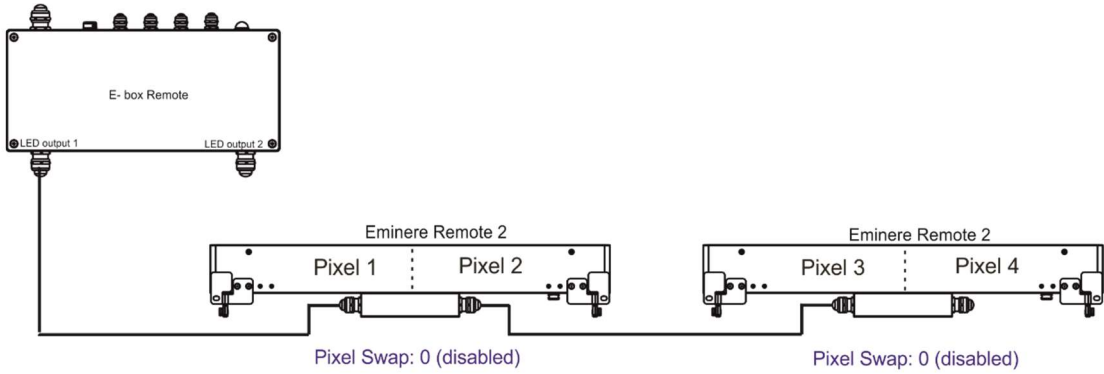 E- box Remote
LED output 1
LED output 2
Eminere Remote 2
Eminere Remote 2
Pixel 1
Pixel 2
Pixel 3
Pixel 4
Pixel Swap: 0 (disabled)
Pixel Swap: 0 (disabled)